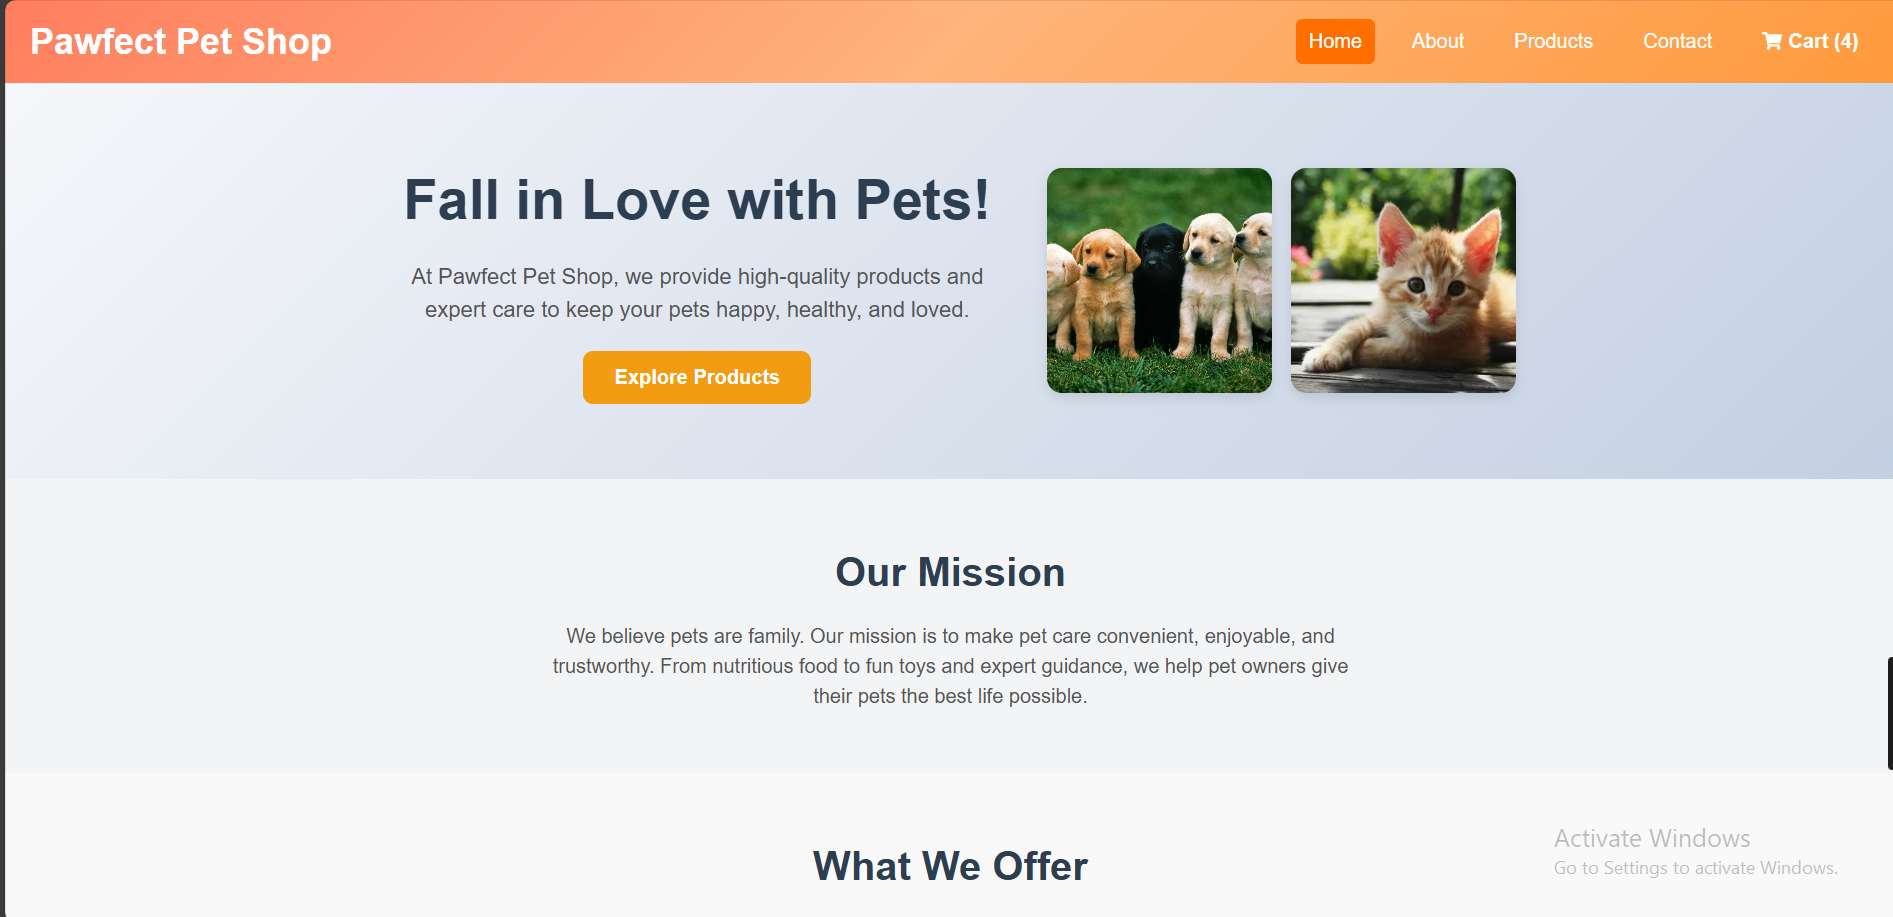 Pawfect Pet Shop
Home
About
Products
Contact
Cart (4)
Fall in Love with Pets!
At Pawfect Pet Shop, we provide high-quality products and
expert care to keep your pets happy, healthy, and loved.
Explore Products
Our Mission
We believe pets are family. Our mission is to make pet care convenient, enjoyable, and
trustworthy. From nutritious food to fun toys and expert guidance, we help pet owners give
their pets the best life possible.
What We Offer
Activate Windows
Go to Settings to activate Windows.